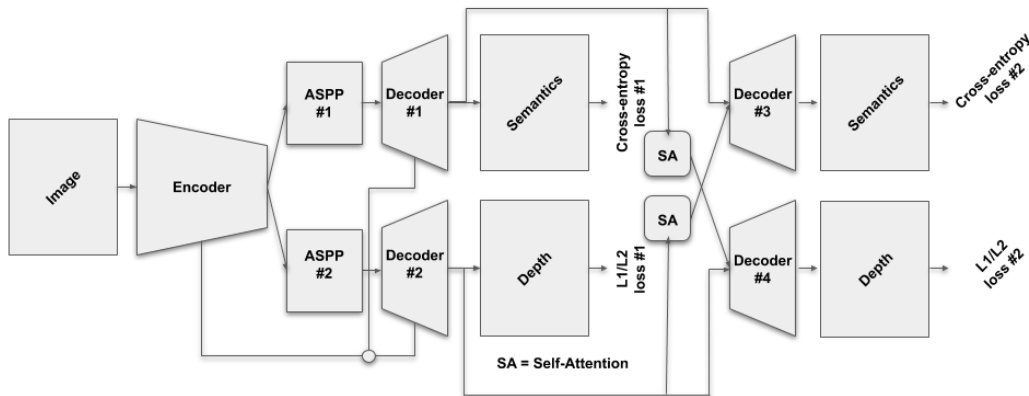 Image
Encoder
ASPP
#1
Decoder
#1
Semantics
Cross-entropy
loss #1
SA
Decoder
#3
Semantics
Cross-entropy
loss #2
ASPP
#2
Decoder
#2
Depth
L1/L2
loss #1
SA
Decoder
#4
Depth
L1/L2
loss #2
SA = Self-Attention